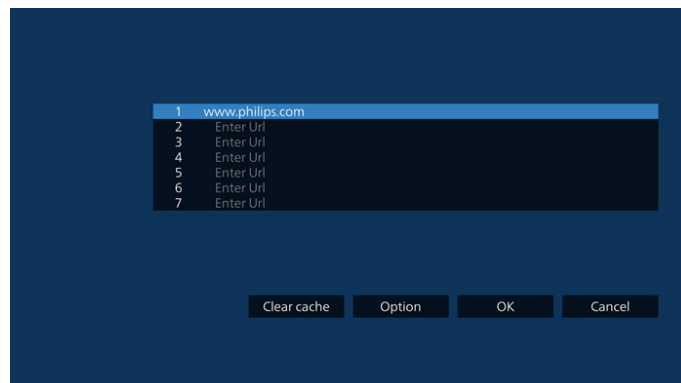 1 www.philips.com
2 Enter Url
3 Enter Url
4 Enter Url
5 Enter Url
6 Enter Url
7 Enter Url
Clear cache Option OK Cancel